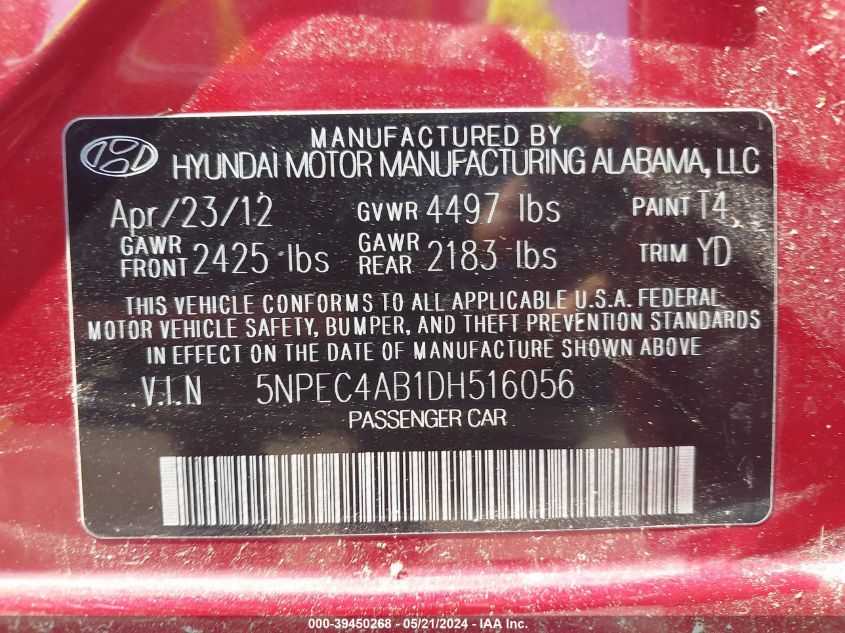 MANUFACTURED BY
HYUNDAI MOTOR MANUFACTURING ALABAMA, LLC
Apr/23/12 GVWR 4497 lbs PAINT T4
GAWR FRONT 2425 lbs GAWR REAR 2183 lbs TRIM YD
THIS VEHICLE CONFORMS TO ALL APPLICABLE U.S.A. FEDERAL
MOTOR VEHICLE SAFETY, BUMPER, AND THEFT PREVENTION STANDARDS
IN EFFECT ON THE DATE OF MANUFACTURE SHOWN ABOVE
V.I.N 5NPEC4AB1DH516056
PASSENGER CAR
000-39450268 - 05/21/2024 - IMPACTAUTO.CA